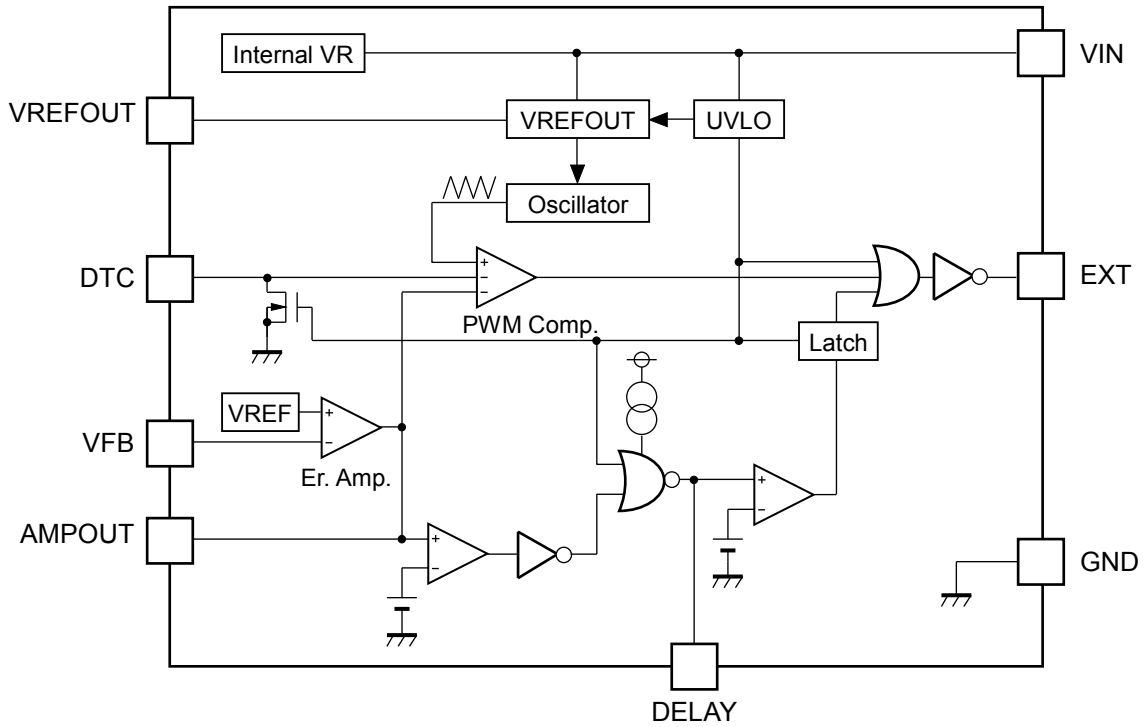 Internal VR
VIN
VREFOUT
VREFOUT
UVLO
Oscillator
+
−
−
DTC
EXT
PWM Comp.
Latch
VREF
+
−
VFB
Er. Amp.
+
−
AMPOUT
+
−
GND
DELAY